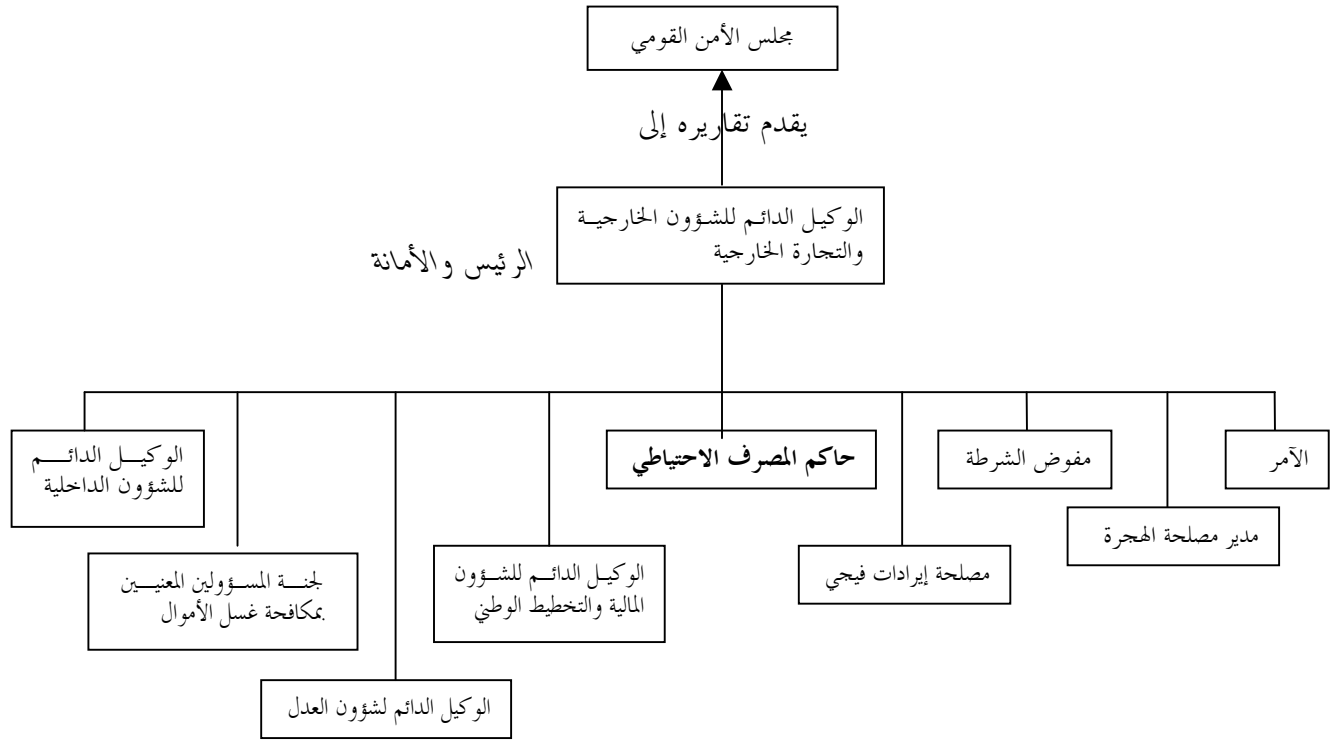 مجلس الأمن القومي
يقدم تقاريره إلى
الوكيل الدائم للشؤون الخارجية
والتجارة الخارجية
الرئيس والأمانة
الآمر
مدير مصلحة الهجرة
مفوض الشرطة
مصلحة إيرادات فيجي
حاكم المصرف الاحتياطي
الوكيل الدائم للشؤون
المالية والتخطيط الوطني
الوكيل الدائم لشؤون العدل
لجنة المسؤولين المعنيين
بمكافحة غسل الأموال
الوكيل الدائم
للشؤون الداخلية